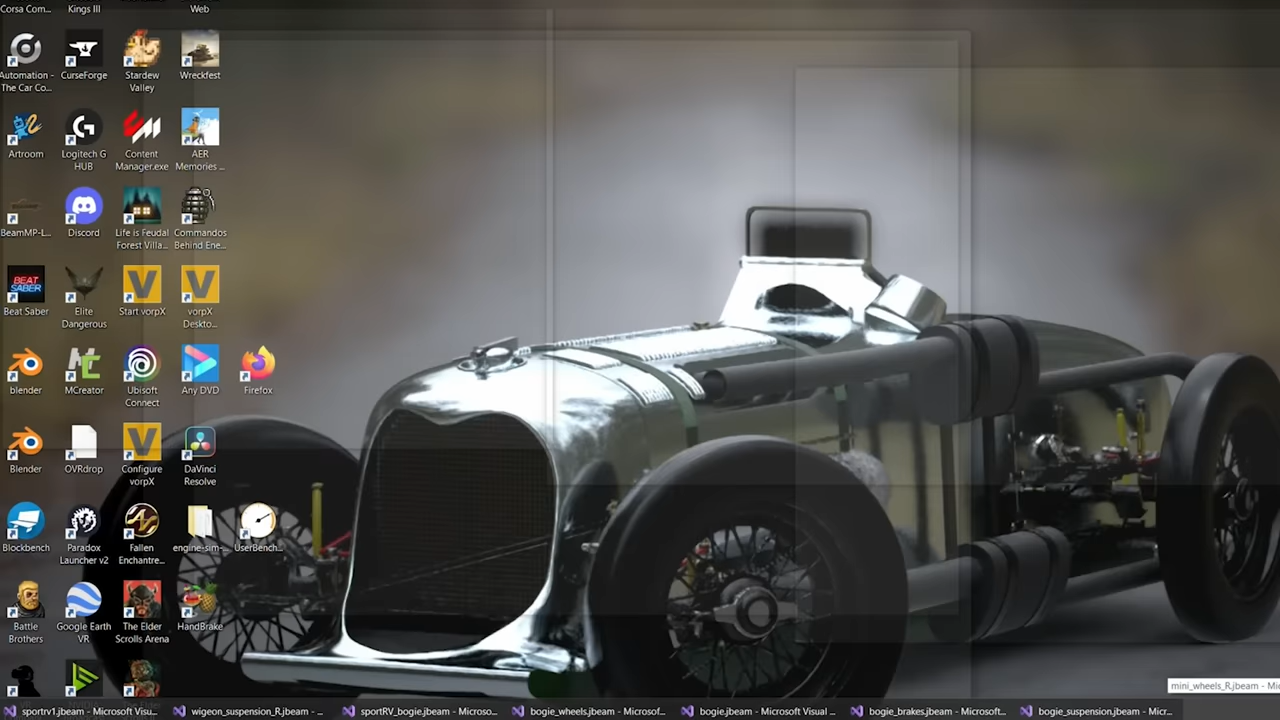 Corsa Com...
Kings III
Web
Automation -
The Car Co...
CurseForge
Stardew
Valley
Wreckfest
Artroom
Logitech G
HUB
Content
Manager.exe
AER
Memories ...
BeamMP-L...
Discord
Life is Feudal
Forest Villa...
Commandos
Behind Ene...
BEAT
SABER
Beat Saber
Elite
Dangerous
Start vorpX
vorpX
Deskto...
blender
MCreator
Ubisoft
Connect
Any DVD
Firefox
Blender
OVRdrop
Configure
vorpX
DaVinci
Resolve
Blockbench
Paradox
Launcher v2
Fallen
Enchantre...
engine-sim-...
UserBench...
Battle
Brothers
Google Earth
VR
The Elder
Scrolls Arena
HandBrake
mini_wheels_R.jbeam - Mic
sportrv1.jbeam - Microsoft Visu...
wigeon_suspension_R.jbeam - ...
sportRV_bogie.jbeam - Microso...
bogie_wheels.jbeam - Microsof...
bogie.jbeam - Microsoft Visual ...
bogie_brakes.jbeam - Microsoft...
bogie_suspension.jbeam - Micr...